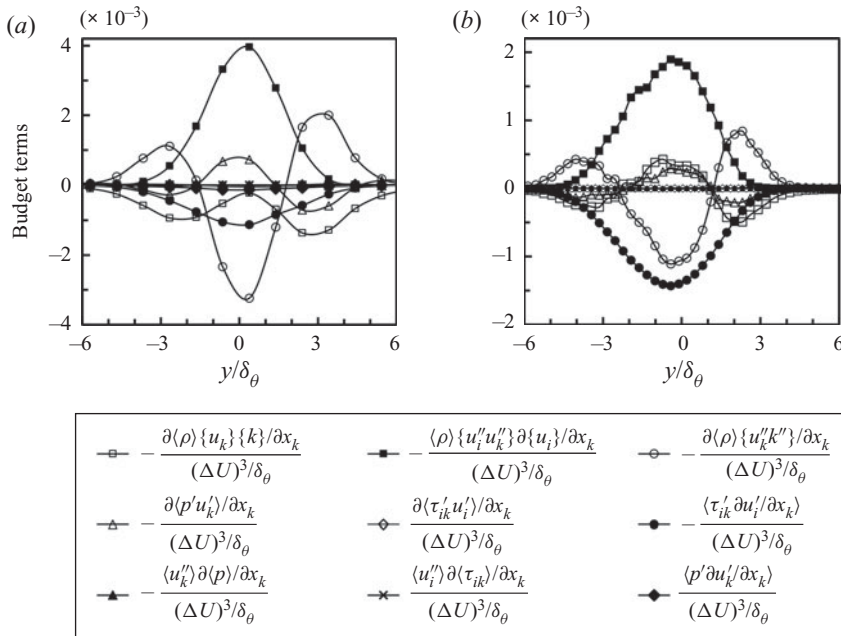 (a) (× 10⁻³) (b) (× 10⁻³)
4 2
2 1
Budget terms 0 0
−2 −1
−4 −2
−6 −3 0 3 6 −6 −3 0 3 6
y/δ_θ y/δ_θ
− ∂⟨ρ⟩{u_k}{k}/∂x_k − ⟨ρ⟩{u_i″u_k″}∂{u_i}/∂x_k − ∂⟨ρ⟩{u_k″k″}/∂x_k
(ΔU)³/δ_θ (ΔU)³/δ_θ (ΔU)³/δ_θ
− ∂⟨p′u_k′⟩/∂x_k ∂⟨τ_ik′u_i′⟩/∂x_k − ⟨τ_ik′∂u_i′/∂x_k⟩
(ΔU)³/δ_θ (ΔU)³/δ_θ (ΔU)³/δ_θ
− ⟨u_k″⟩∂⟨p⟩/∂x_k ⟨u_i″⟩∂⟨τ_ik⟩/∂x_k ⟨p′∂u_k′/∂x_k⟩
(ΔU)³/δ_θ (ΔU)³/δ_θ (ΔU)³/δ_θ